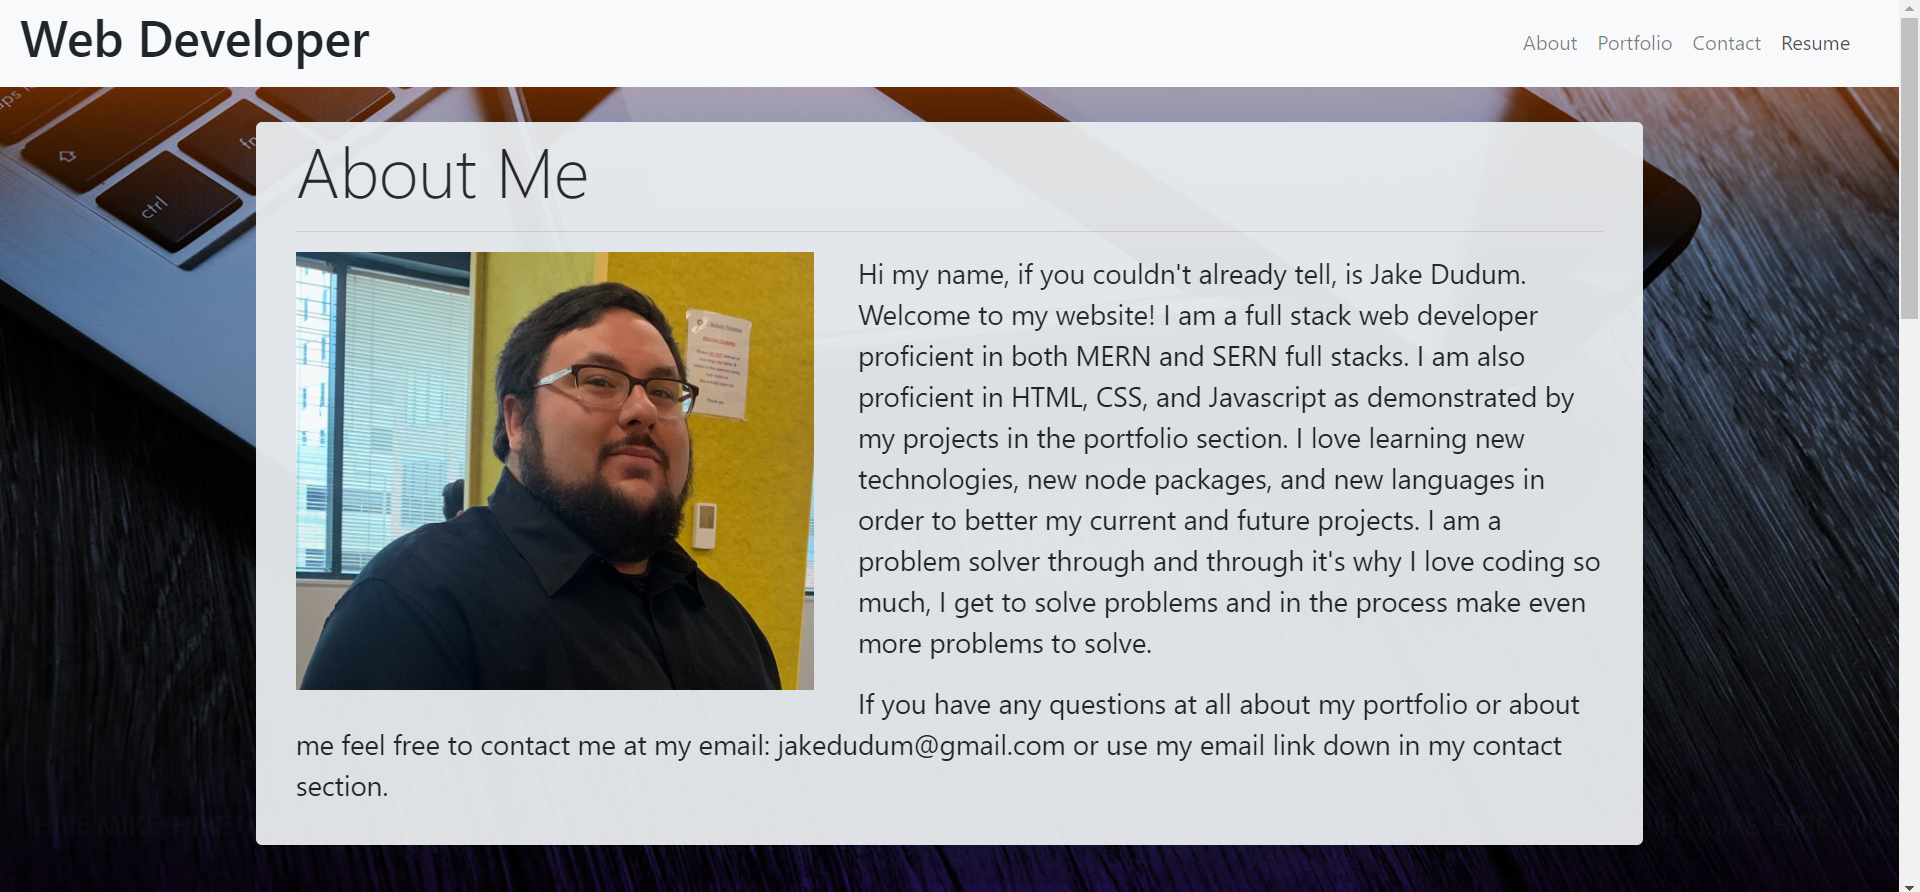 Web Developer
About Portfolio Contact Resume
ctrl
About Me
Hi my name, if you couldn't already tell, is Jake Dudum.
Welcome to my website! I am a full stack web developer
proficient in both MERN and SERN full stacks. I am also
proficient in HTML, CSS, and Javascript as demonstrated by
my projects in the portfolio section. I love learning new
technologies, new node packages, and new languages in
order to better my current and future projects. I am a
problem solver through and through it's why I love coding so
much, I get to solve problems and in the process make even
more problems to solve.
If you have any questions at all about my portfolio or about
me feel free to contact me at my email: jakedudum@gmail.com or use my email link down in my contact
section.